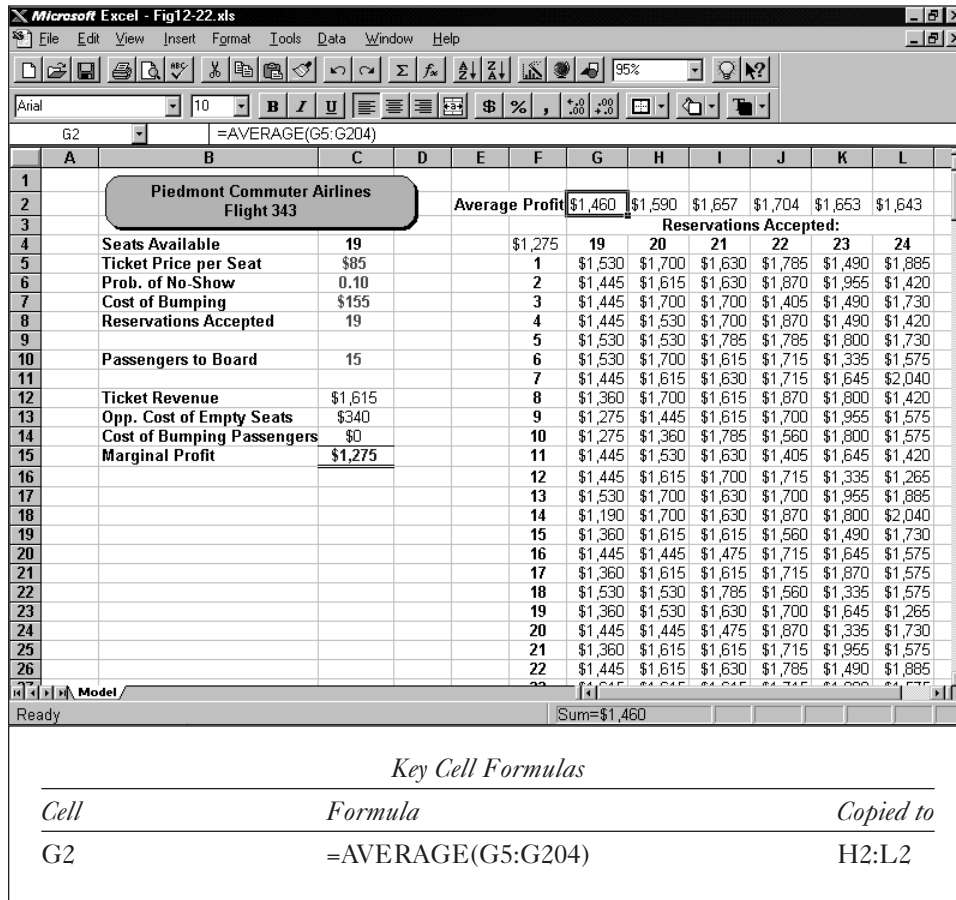 Microsoft Excel - Fig12-22.xls
File Edit View Insert Format Tools Data Window Help
95%
Arial 10 B I U $ % ,
G2 =AVERAGE(G5:G204)
A B C D E F G H I J K L
1 Piedmont Commuter Airlines
2 Flight 343 Average Profit $1,460 $1,590 $1,657 $1,704 $1,653 $1,643
3 Reservations Accepted:
4 Seats Available 19 $1,275 19 20 21 22 23 24
5 Ticket Price per Seat $85 1 $1,530 $1,700 $1,630 $1,785 $1,490 $1,885
6 Prob. of No-Show 0.10 2 $1,445 $1,615 $1,630 $1,870 $1,955 $1,420
7 Cost of Bumping $155 3 $1,445 $1,700 $1,700 $1,405 $1,490 $1,730
8 Reservations Accepted 19 4 $1,445 $1,530 $1,700 $1,870 $1,490 $1,420
9 5 $1,530 $1,530 $1,785 $1,785 $1,800 $1,730
10 Passengers to Board 15 6 $1,530 $1,700 $1,615 $1,715 $1,335 $1,575
11 7 $1,445 $1,615 $1,630 $1,715 $1,645 $2,040
12 Ticket Revenue $1,615 8 $1,360 $1,700 $1,615 $1,870 $1,800 $1,420
13 Opp. Cost of Empty Seats $340 9 $1,275 $1,445 $1,615 $1,700 $1,955 $1,575
14 Cost of Bumping Passengers $0 10 $1,275 $1,360 $1,785 $1,560 $1,800 $1,575
15 Marginal Profit $1,275 11 $1,445 $1,530 $1,630 $1,405 $1,645 $1,420
16 12 $1,445 $1,615 $1,700 $1,715 $1,335 $1,265
17 13 $1,530 $1,700 $1,630 $1,700 $1,955 $1,885
18 14 $1,190 $1,700 $1,630 $1,870 $1,800 $2,040
19 15 $1,360 $1,615 $1,615 $1,560 $1,490 $1,730
20 16 $1,445 $1,445 $1,475 $1,715 $1,645 $1,575
21 17 $1,360 $1,615 $1,615 $1,715 $1,870 $1,575
22 18 $1,530 $1,530 $1,785 $1,560 $1,335 $1,575
23 19 $1,360 $1,530 $1,630 $1,700 $1,645 $1,265
24 20 $1,445 $1,445 $1,475 $1,870 $1,335 $1,730
25 21 $1,360 $1,615 $1,615 $1,715 $1,955 $1,575
26 22 $1,445 $1,615 $1,630 $1,785 $1,490 $1,885
Model
Ready Sum=$1,460
Key Cell Formulas
Cell Formula Copied to
G2 =AVERAGE(G5:G204) H2:L2